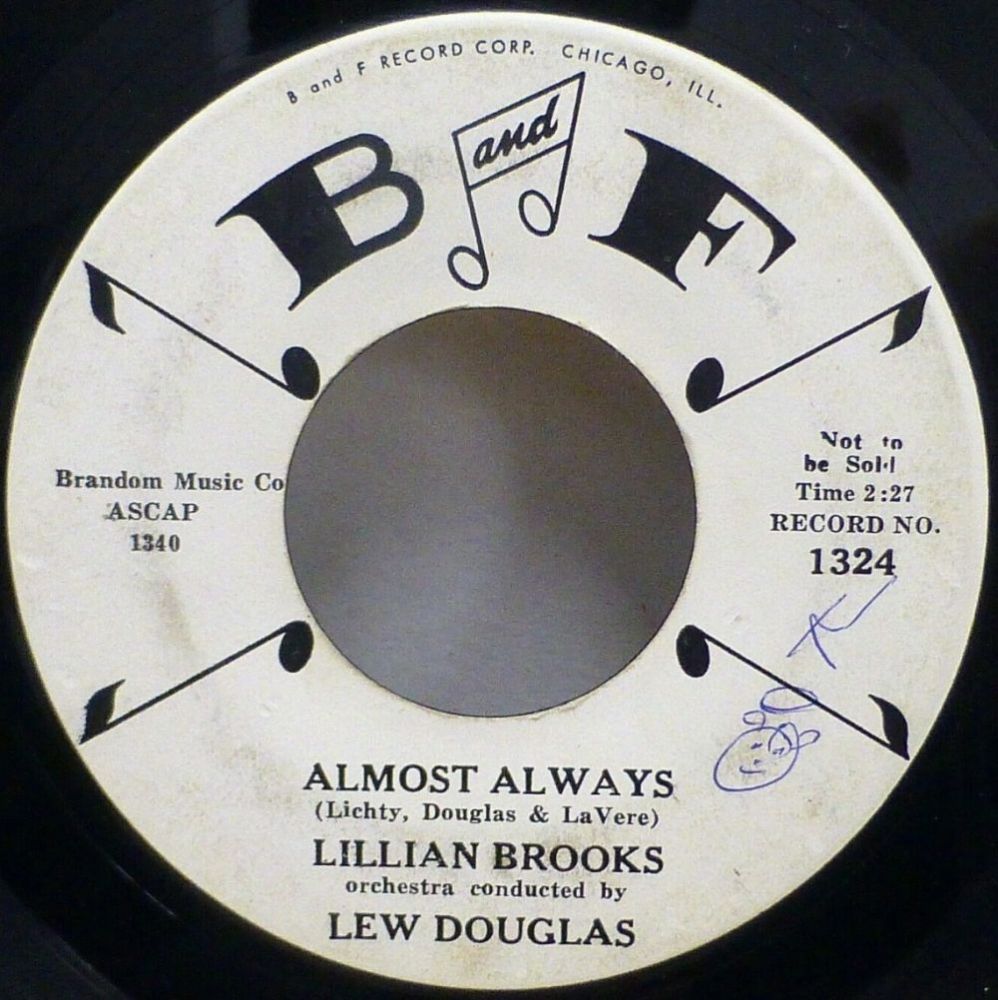 B and F RECORD CORP. CHICAGO, ILL.
B and F
Brandom Music Co
ASCAP
1340
Not to
be Sold
Time 2:27
RECORD NO.
1324
ALMOST ALWAYS
(Lichty, Douglas & LaVere)
LILLIAN BROOKS
orchestra conducted by
LEW DOUGLAS